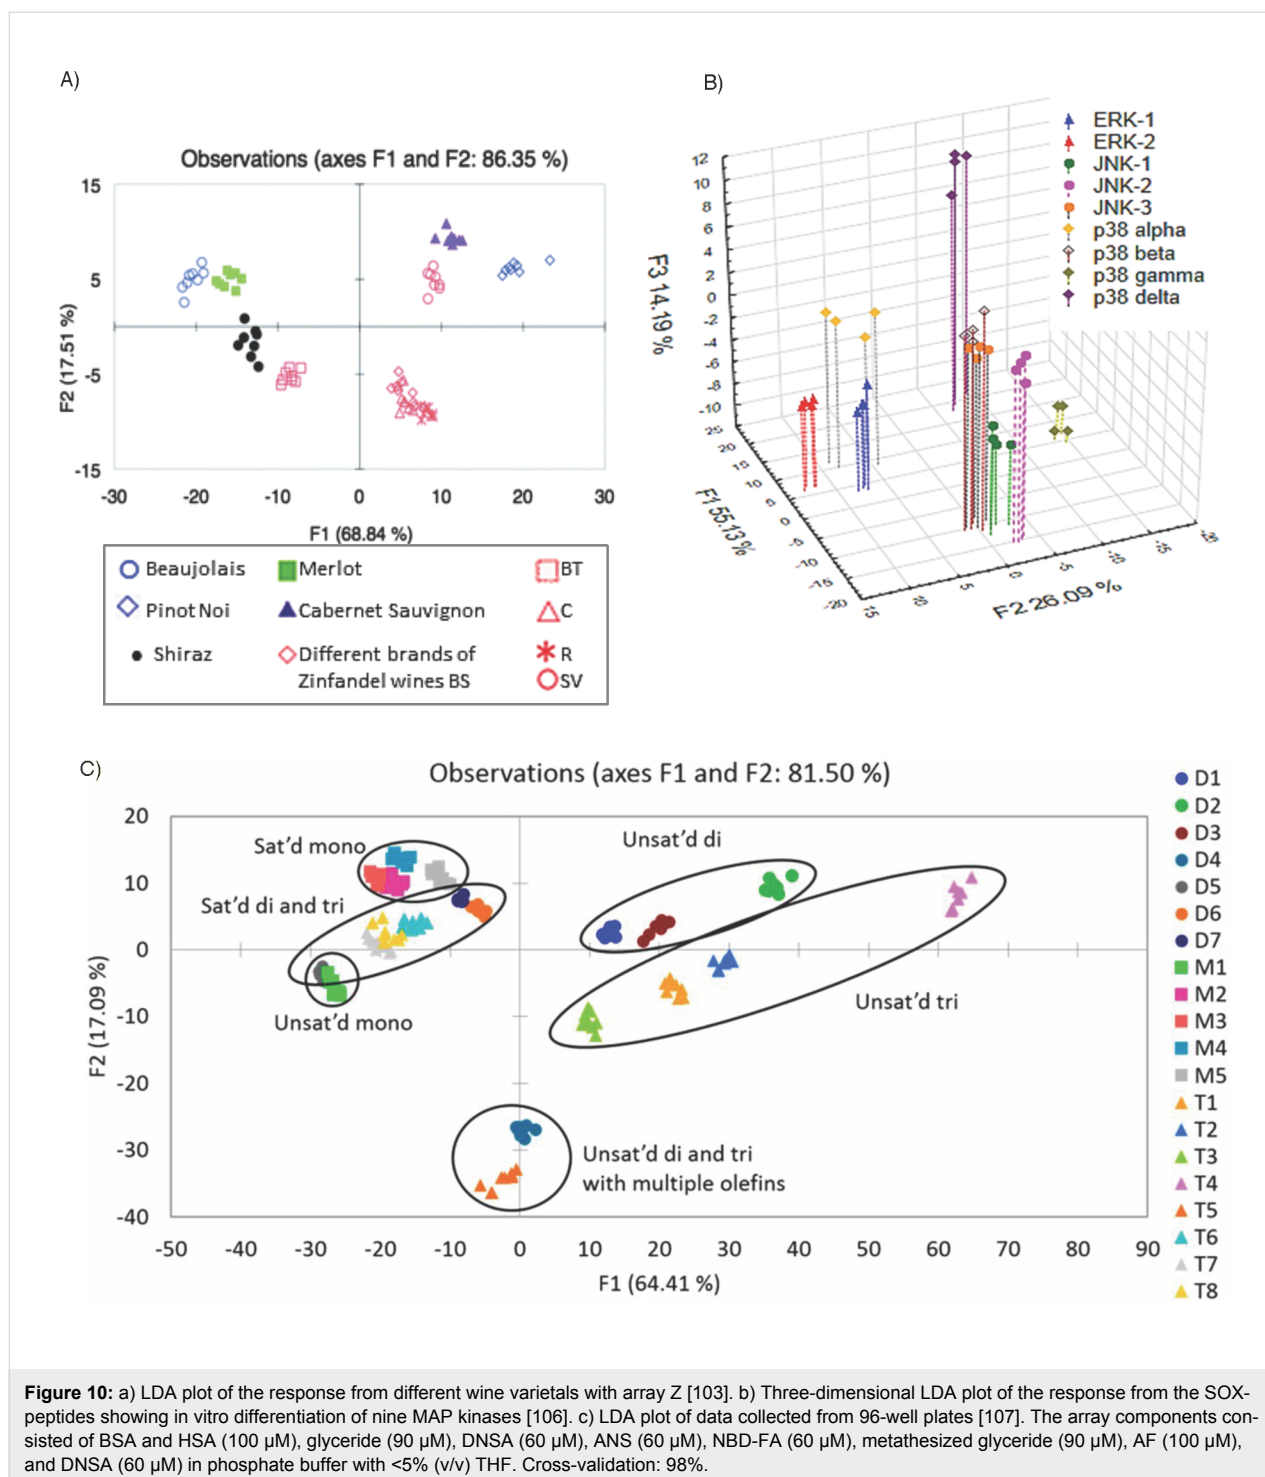 A)
Observations (axes F1 and F2: 86.35 %)
15
5
-5
-15
F2 (17.51 %)
-30 -20 -10 0 10 20 30
F1 (68.84 %)
Beaujolais Merlot BT
Pinot Noi Cabernet Sauvignon C
Shiraz Different brands of R
Zinfandel wines BS SV
B)
ERK-1
ERK-2
JNK-1
JNK-2
JNK-3
p38 alpha
p38 beta
p38 gamma
p38 delta
12
10
8
6
4
2
0
-2
-4
-6
-8
-10
F3 14.19 %
F1 55.13 %
F2 26.09 %
C)
Observations (axes F1 and F2: 81.50 %)
20
10
0
-10
-20
-30
-40
F2 (17.09 %)
Sat'd mono
Unsat'd di
Sat'd di and tri
Unsat'd mono
Unsat'd tri
Unsat'd di and tri
with multiple olefins
-50 -40 -30 -20 -10 0 10 20 30 40 50 60 70 80 90
F1 (64.41 %)
D1
D2
D3
D4
D5
D6
D7
M1
M2
M3
M4
M5
T1
T2
T3
T4
T5
T6
T7
T8
Figure 10: a) LDA plot of the response from different wine varietals with array Z [103]. b) Three-dimensional LDA plot of the response from the SOX-
peptides showing in vitro differentiation of nine MAP kinases [106]. c) LDA plot of data collected from 96-well plates [107]. The array components con-
sisted of BSA and HSA (100 µM), glyceride (90 µM), DNSA (60 µM), ANS (60 µM), NBD-FA (60 µM), metathesized glyceride (90 µM), AF (100 µM),
and DNSA (60 µM) in phosphate buffer with <5% (v/v) THF. Cross-validation: 98%.